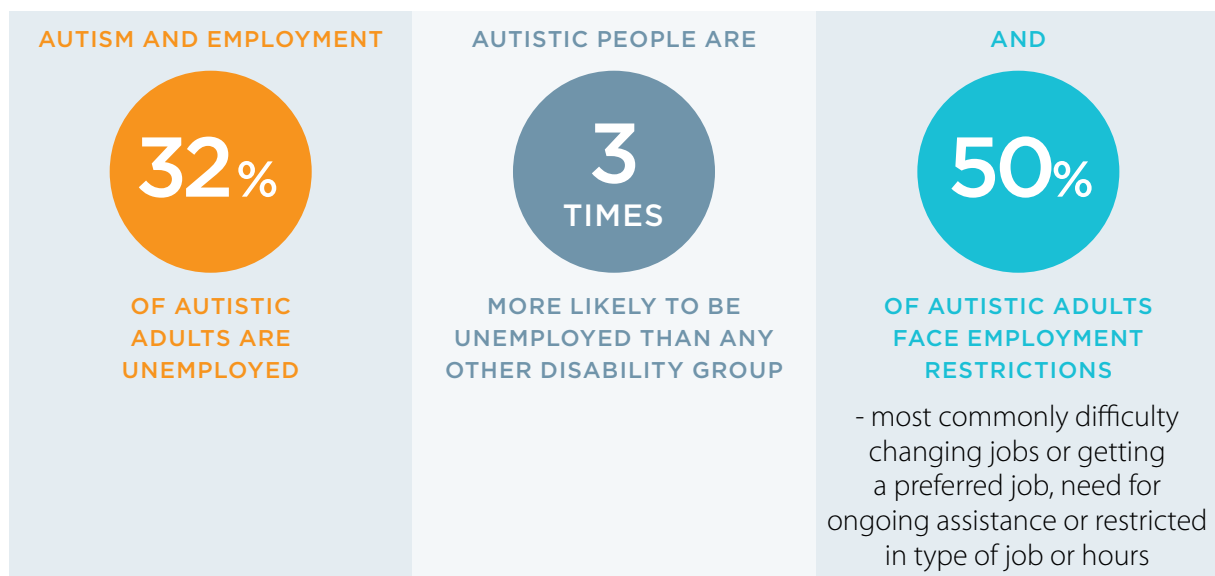 AUTISM AND EMPLOYMENT
32%
OF AUTISTIC
ADULTS ARE
UNEMPLOYED
AUTISTIC PEOPLE ARE
3
TIMES
MORE LIKELY TO BE
UNEMPLOYED THAN ANY
OTHER DISABILITY GROUP
AND
50%
OF AUTISTIC ADULTS
FACE EMPLOYMENT
RESTRICTIONS
- most commonly difficulty
changing jobs or getting
a preferred job, need for
ongoing assistance or restricted
in type of job or hours